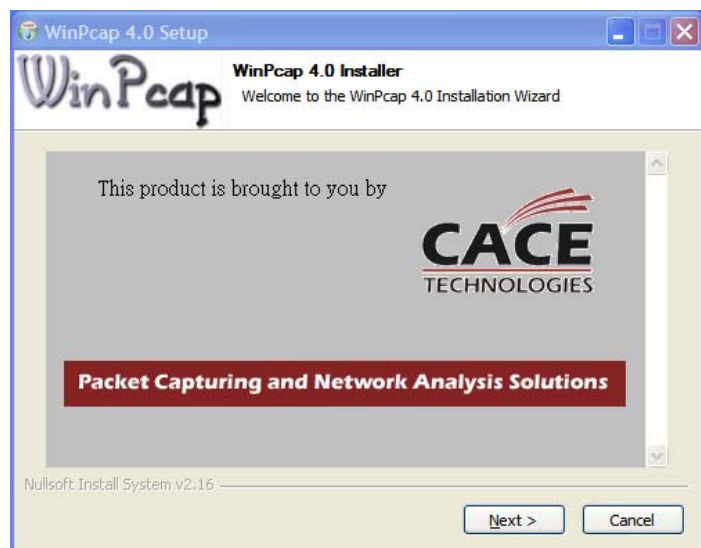 WinPcap 4.0 Setup
WinPcap
WinPcap 4.0 Installer
Welcome to the WinPcap 4.0 Installation Wizard
This product is brought to you by
CACE
TECHNOLOGIES
Packet Capturing and Network Analysis Solutions
Nullsoft Install System v2.16
Next >
Cancel